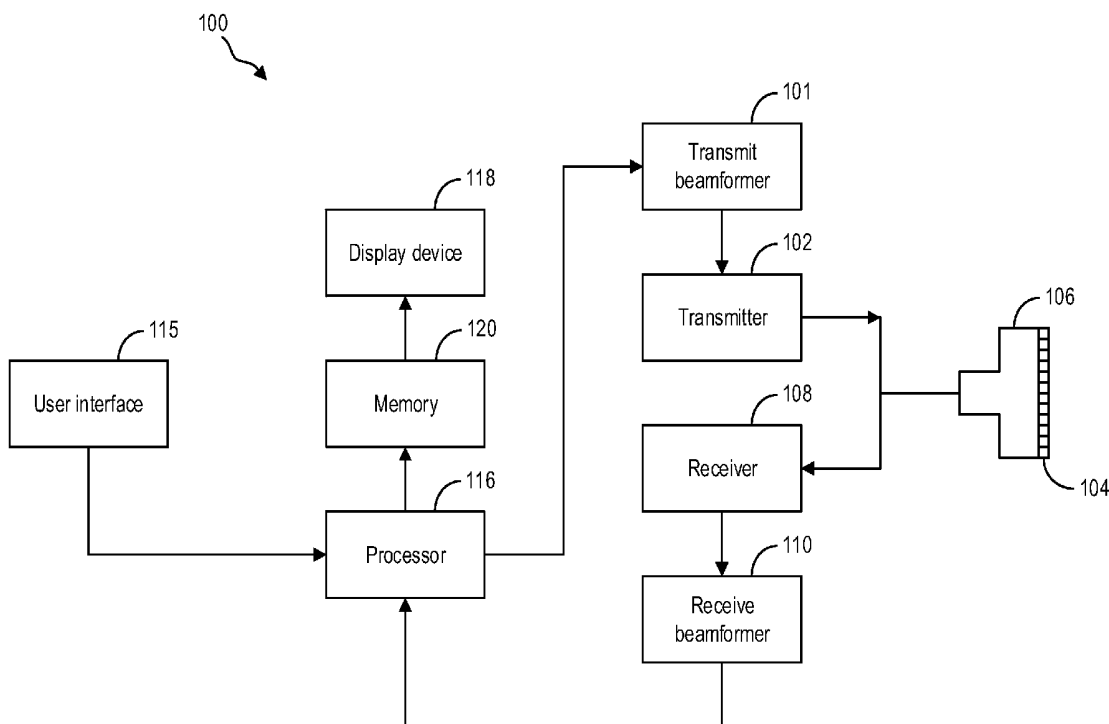 100
101
Transmit
beamformer
118
Display device
102
Transmitter
106
115
User interface
120
Memory
108
Receiver
104
116
Processor
110
Receive
beamformer